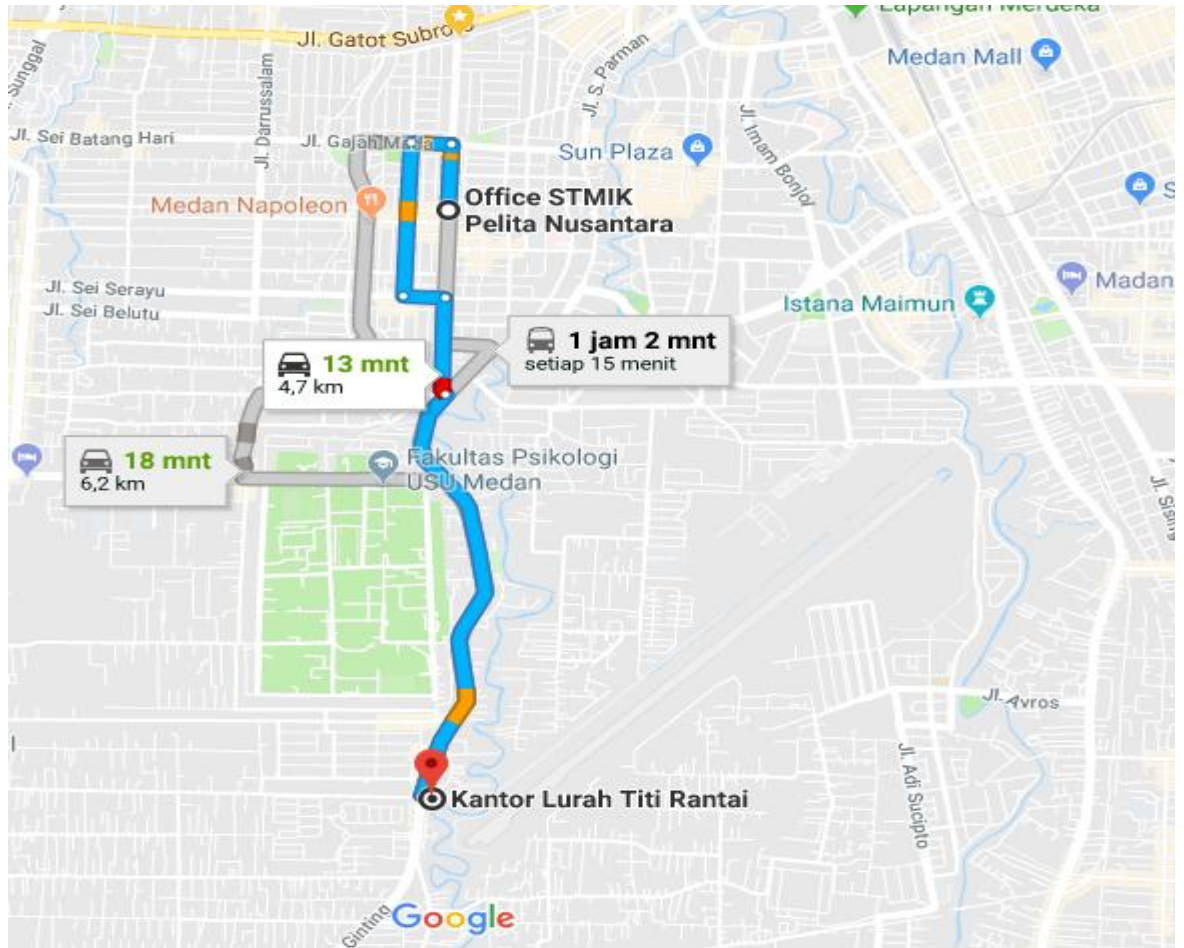 Lapangan Merdeka
Jl. Gatot Subroto
Medan Mall
Sunggal
Jl. Darussalam
Jl. S. Parman
Jl. Imam Bonjol
Jl. Sei Batang Hari
Jl. Gajah Mada
Sun Plaza
Medan Napoleon
Office STMIK
Pelita Nusantara
S
Madan
Istana Maimun
Jl. Sei Serayu
Jl. Sei Belutu
1 jam 2 mnt
setiap 15 menit
13 mnt
4,7 km
18 mnt
6,2 km
Fakultas Psikologi
USU Medan
Jl. Sising
Jl. Avros
Jl. Adi Sucipto
Kantor Lurah Titi Rantai
Ginting
Google